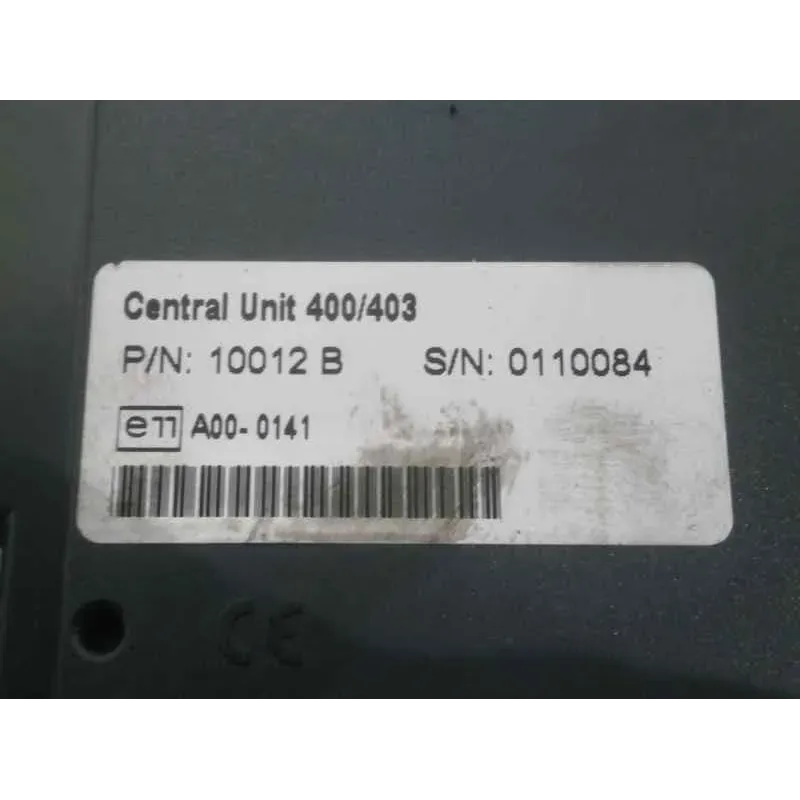 Central Unit 400/403
P/N: 10012 B S/N: 0110084
e11 A00-0141
CE